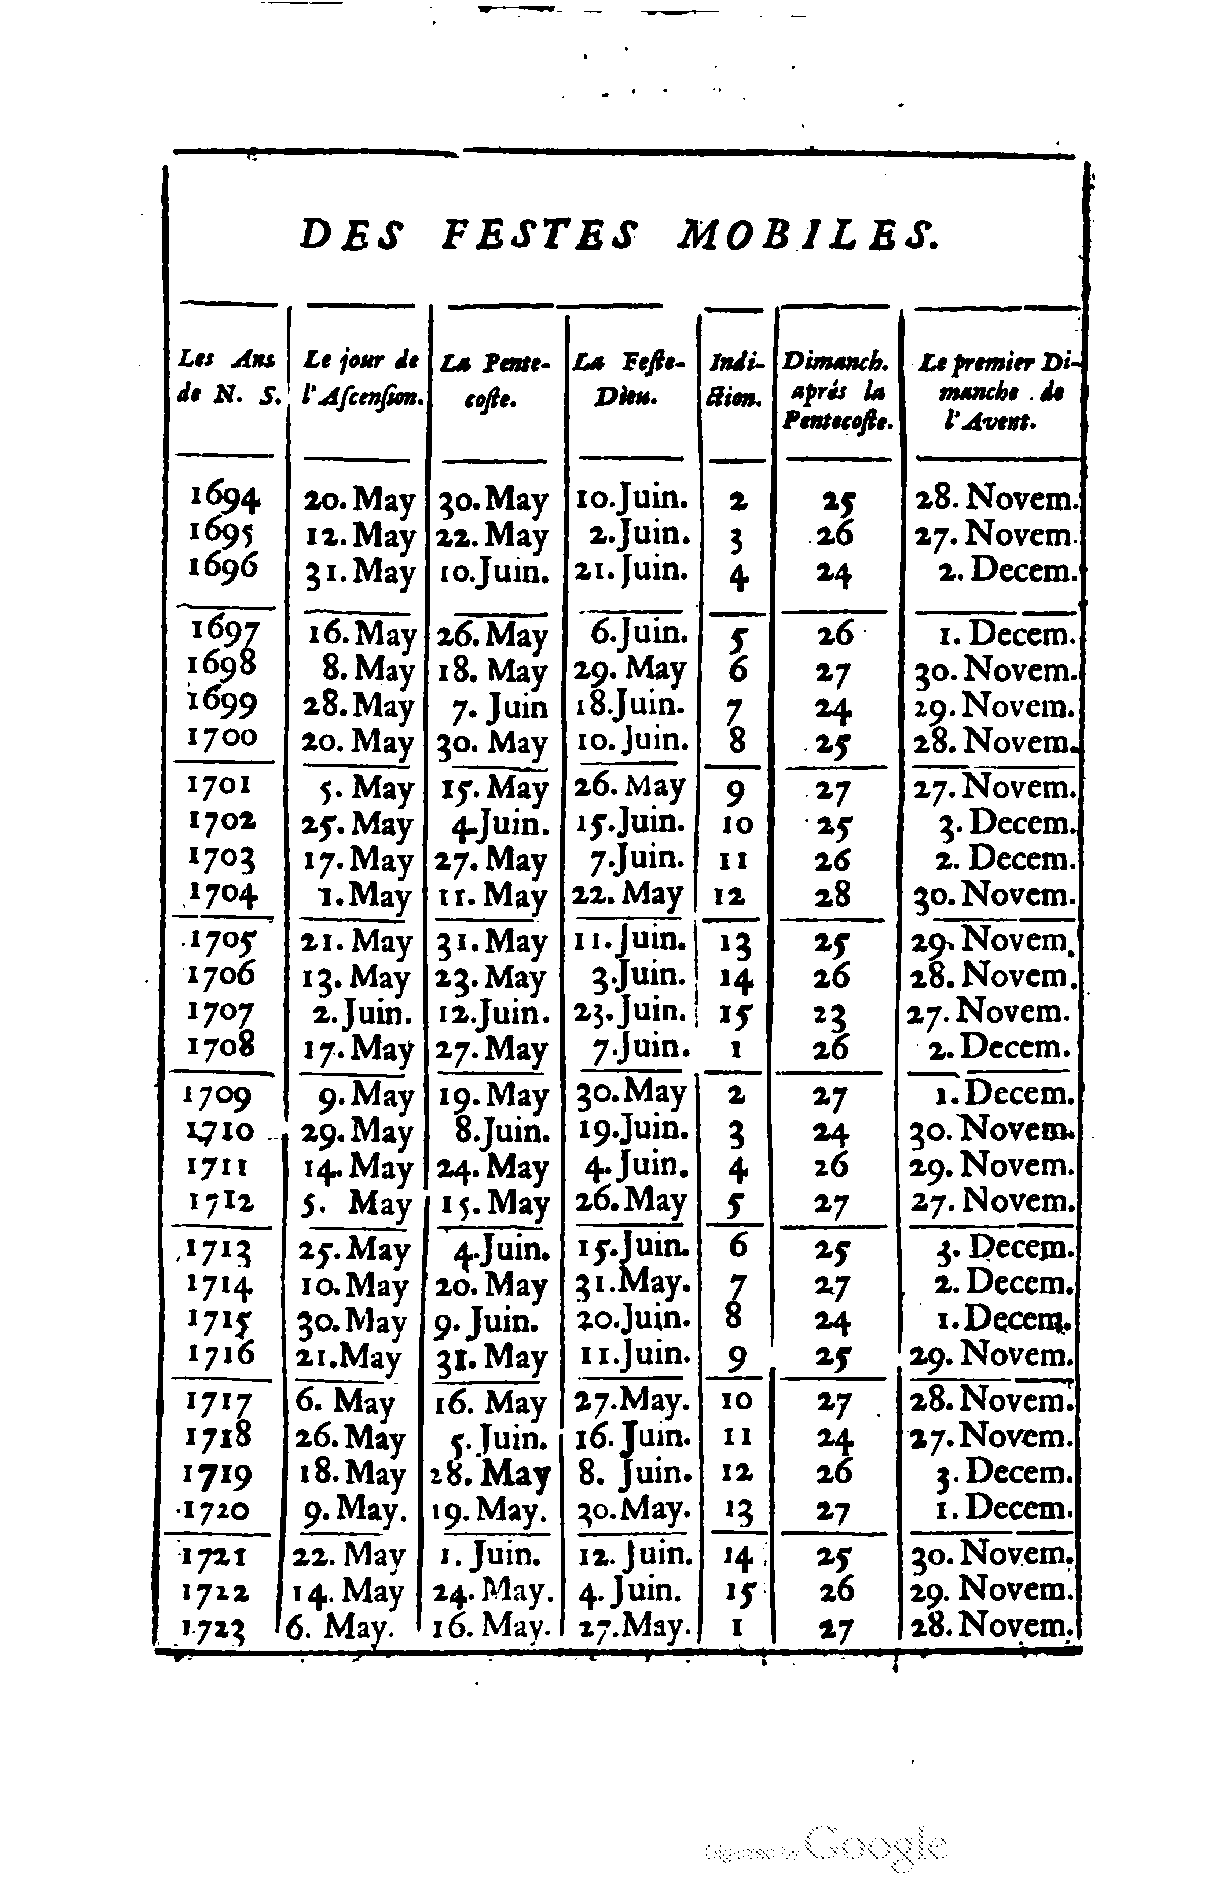 DES FESTES MOBILES.
Les Ans de N. S. | Le jour de l'Ascension. | La Pentecoste. | La Feste-Dieu. | Indiction. | Dimanch. aprés la Pentecoste. | Le premier Dimanche de l'Avent.
1694 20. May 30. May 10. Juin. 2 25 28. Novem.
1695 12. May 22. May 2. Juin. 3 26 27. Novem.
1696 31. May 10. Juin. 21. Juin. 4 24 2. Decem.
1697 16. May 26. May 6. Juin. 5 26 1. Decem.
1698 8. May 18. May 29. May 6 27 30. Novem.
1699 28. May 7. Juin 18. Juin. 7 24 29. Novem.
1700 20. May 30. May 10. Juin. 8 25 28. Novem.
1701 5. May 15. May 26. May 9 27 27. Novem.
1702 25. May 4. Juin. 15. Juin. 10 25 3. Decem.
1703 17. May 27. May 7. Juin. 11 26 2. Decem.
1704 1. May 11. May 22. May 12 28 30. Novem.
1705 21. May 31. May 11. Juin. 13 25 29. Novem.
1706 13. May 23. May 3. Juin. 14 26 28. Novem.
1707 2. Juin. 12. Juin. 23. Juin. 15 23 27. Novem.
1708 17. May 27. May 7. Juin. 1 26 2. Decem.
1709 9. May 19. May 30. May 2 27 1. Decem.
1710 29. May 8. Juin. 19. Juin. 3 24 30. Novem.
1711 14. May 24. May 4. Juin. 4 26 29. Novem.
1712 5. May 15. May 26. May 5 27 27. Novem.
1713 25. May 4. Juin. 15. Juin. 6 25 3. Decem.
1714 10. May 20. May 31. May. 7 27 2. Decem.
1715 30. May 9. Juin. 20. Juin. 8 24 1. Decem.
1716 21. May 31. May 11. Juin. 9 25 29. Novem.
1717 6. May 16. May 27. May. 10 27 28. Novem.
1718 26. May 5. Juin. 16. Juin. 11 24 27. Novem.
1719 18. May 28. May 8. Juin. 12 26 3. Decem.
1720 9. May. 19. May. 30. May. 13 27 1. Decem.
1721 22. May 1. Juin. 12. Juin. 14 25 30. Novem.
1722 14. May 24. May. 4. Juin. 15 26 29. Novem.
1723 6. May. 16. May. 27. May. 1 27 28. Novem.
Digitized by Google